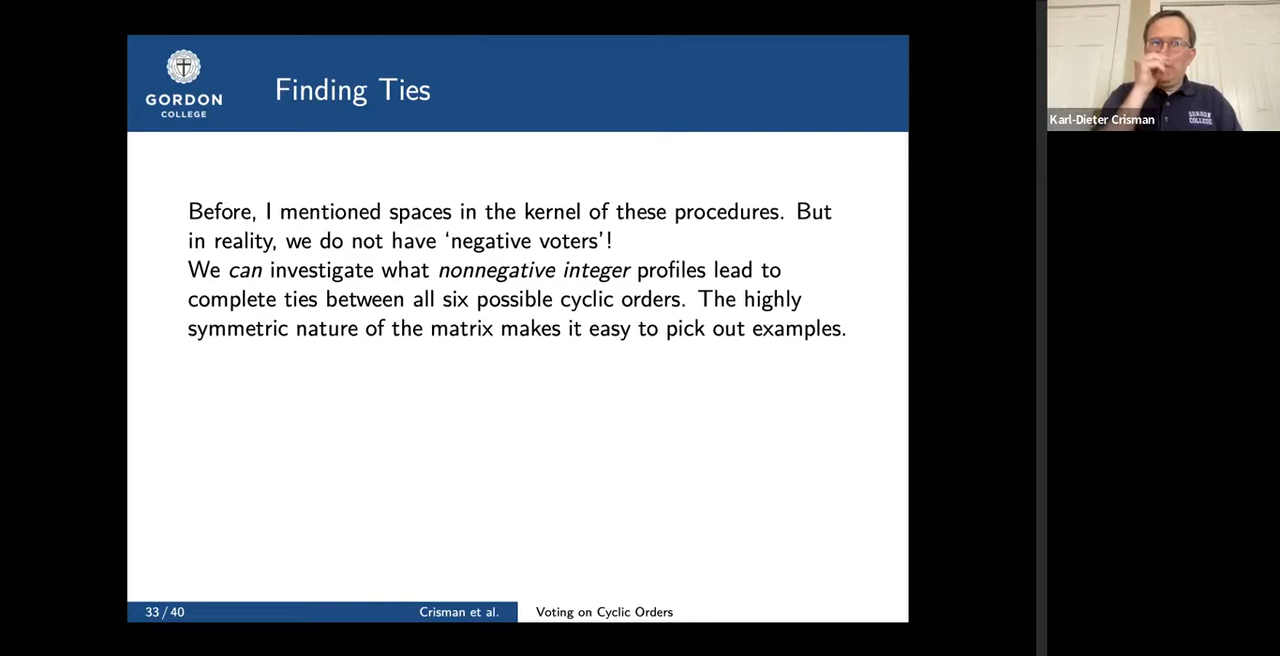 GORDON
COLLEGE
Finding Ties
Before, I mentioned spaces in the kernel of these procedures. But
in reality, we do not have ‘negative voters’!
We can investigate what nonnegative integer profiles lead to
complete ties between all six possible cyclic orders. The highly
symmetric nature of the matrix makes it easy to pick out examples.
33 / 40
Crisman et al.
Voting on Cyclic Orders
Karl-Dieter Crisman
GORDON
COLLEGE